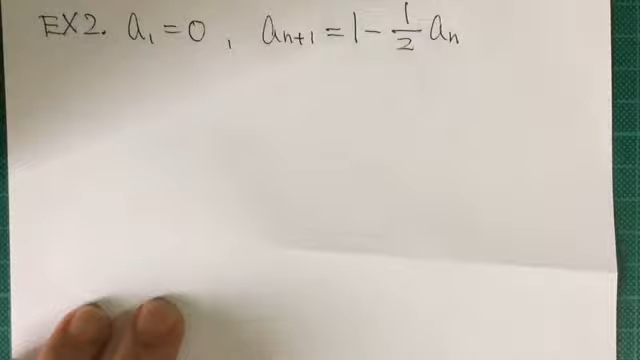 EX2. a₁ = 0, aₙ₊₁ = 1 - 1/2 aₙ